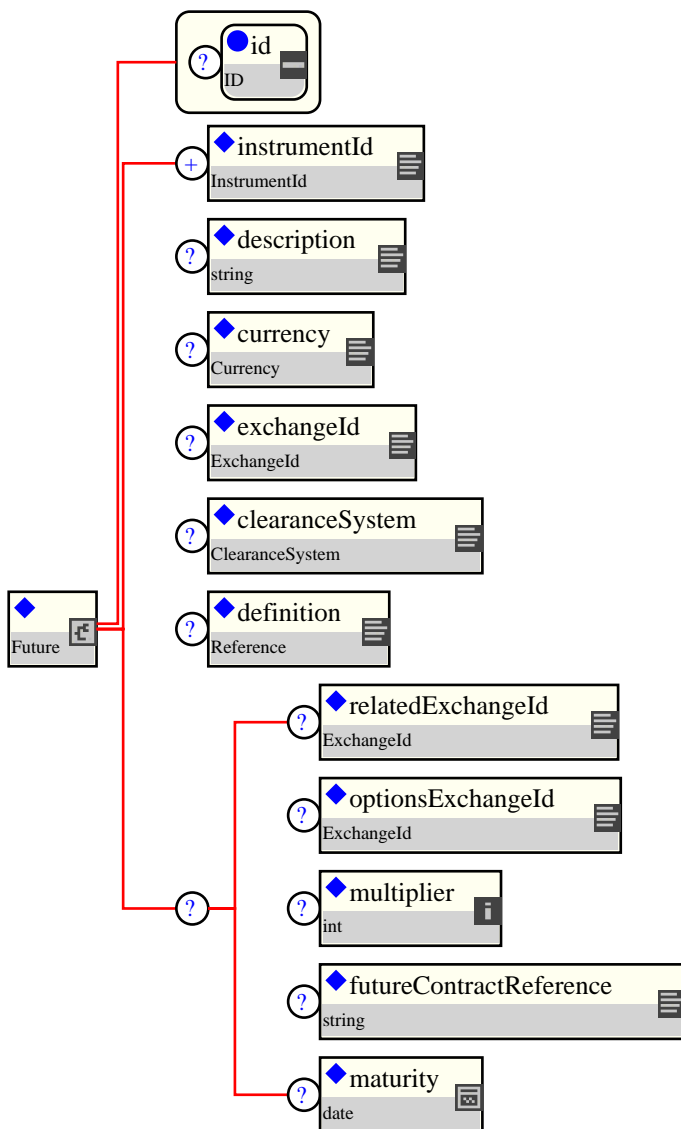 ?
id
ID
+
instrumentId
InstrumentId
?
description
string
?
currency
Currency
?
exchangeId
ExchangeId
?
clearanceSystem
ClearanceSystem
Future
?
definition
Reference
?
relatedExchangeId
ExchangeId
?
optionsExchangeId
ExchangeId
?
?
multiplier
i
int
?
futureContractReference
string
?
maturity
date